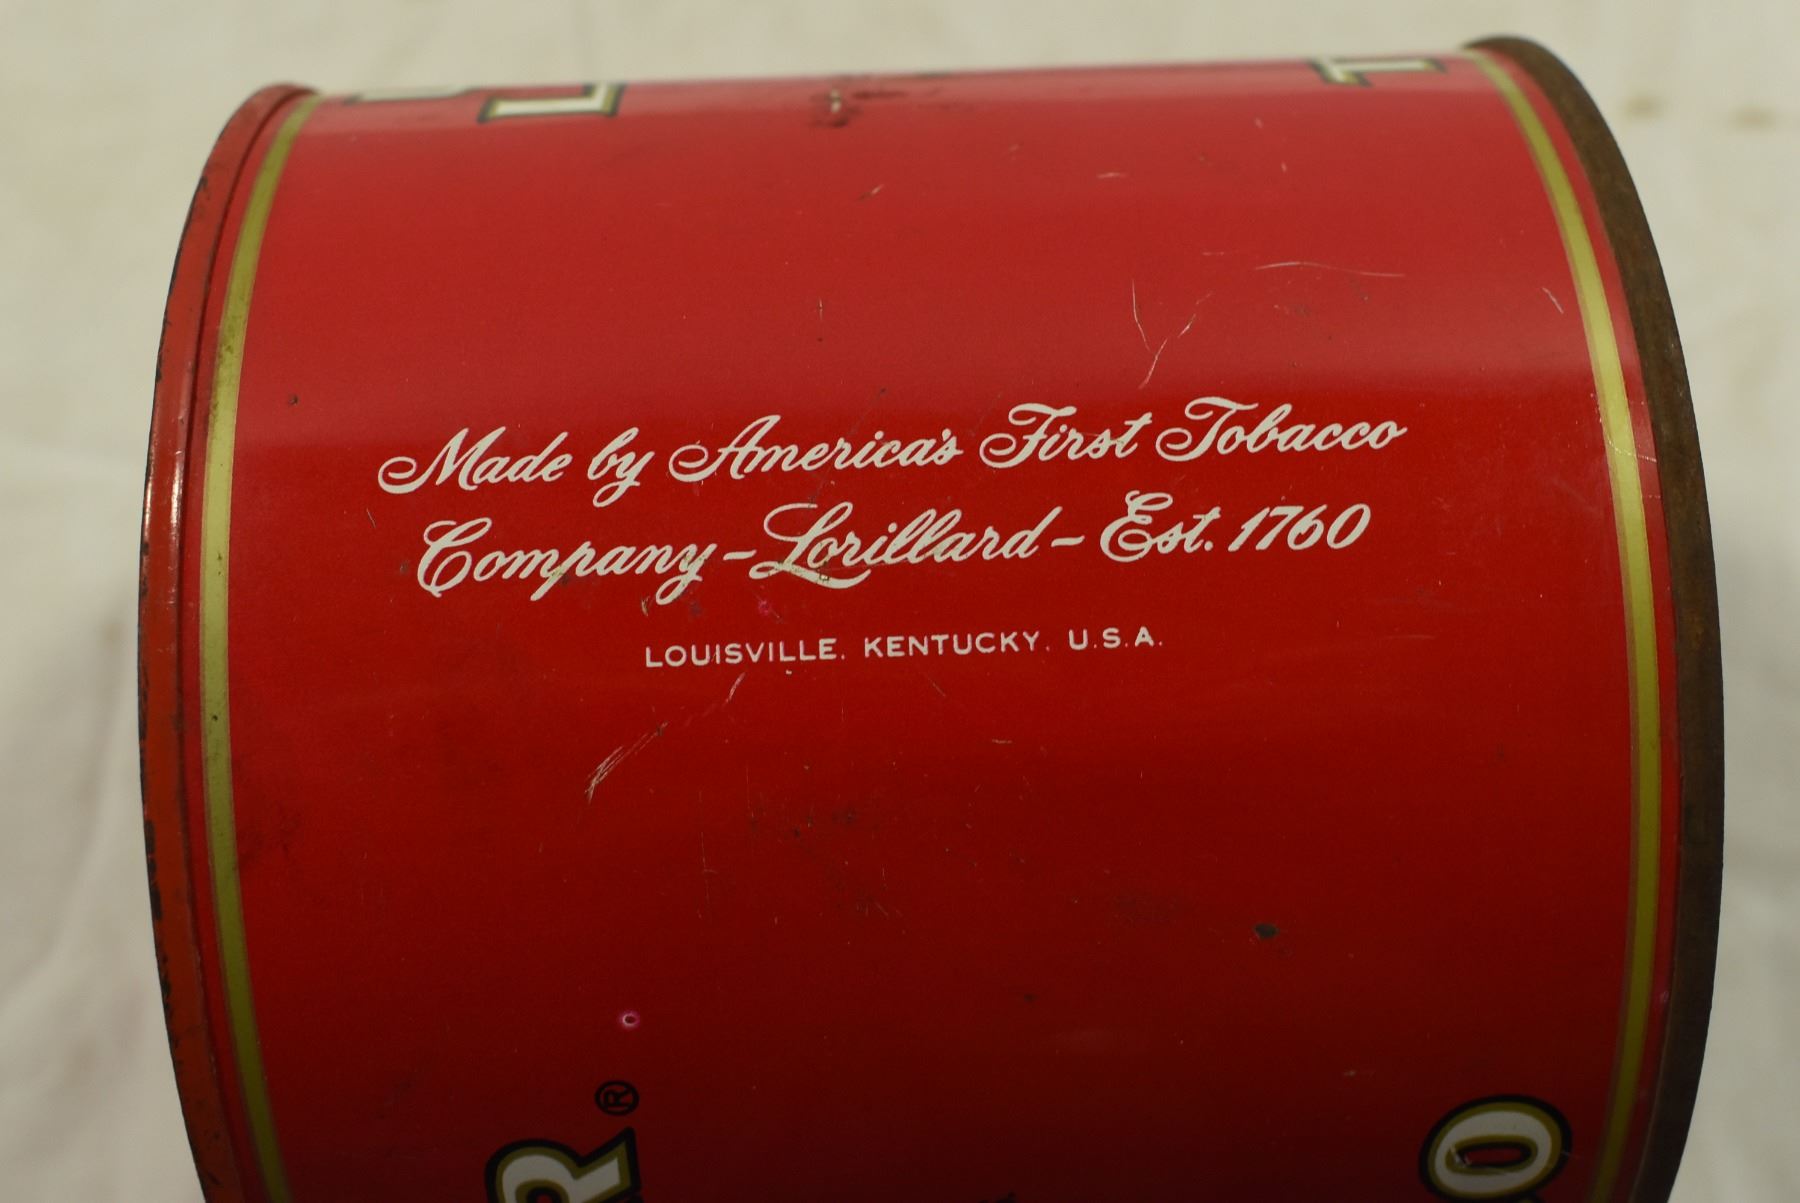 Made by America's First Tobacco
Company - Lorillard - Est. 1760
LOUISVILLE, KENTUCKY, U.S.A.
R®
O